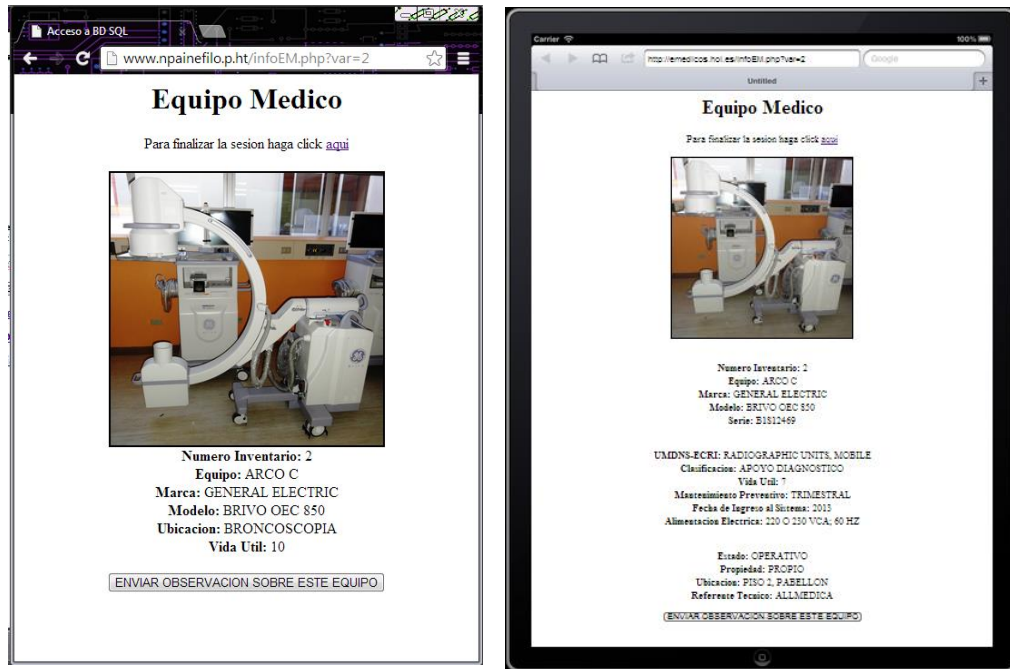 Acceso a BD SQL
www.npainefilo.p.ht/infoEM.php?var=2
Equipo Medico
Para finalizar la sesion haga click aqui
Numero Inventario: 2
Equipo: ARCO C
Marca: GENERAL ELECTRIC
Modelo: BRIVO OEC 850
Ubicacion: BRONCOSCOPIA
Vida Util: 10
ENVIAR OBSERVACION SOBRE ESTE EQUIPO
Carrier
100%
http://emedicos.hol.es/infoEM.php?var=2
Google
Untitled
Equipo Medico
Para finalizar la sesion haga click aqui
Numero Inventario: 2
Equipo: ARCO C
Marca: GENERAL ELECTRIC
Modelo: BRIVO OEC 850
Serie: B1S12469
UMDNS-ECRI: RADIOGRAPHIC UNITS, MOBILE
Clasificacion: APOYO DIAGNOSTICO
Vida Util: 7
Mantenimiento Preventivo: TRIMESTRAL
Fecha de Ingreso al Sistema: 2013
Alimentacion Electrica: 220 O 230 VCA; 60 HZ
Estado: OPERATIVO
Propiedad: PROPIO
Ubicacion: PISO 2, PABELLON
Referente Tecnico: ALLMEDICA
ENVIAR OBSERVACION SOBRE ESTE EQUIPO